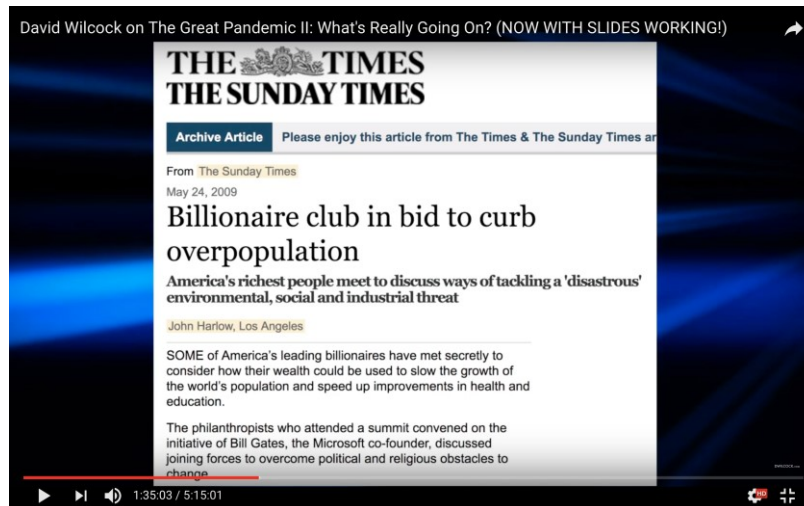 David Wilcock on The Great Pandemic II: What's Really Going On? (NOW WITH SLIDES WORKING!)
THE TIMES
THE SUNDAY TIMES
Archive Article Please enjoy this article from The Times & The Sunday Times ar
From The Sunday Times
May 24, 2009
Billionaire club in bid to curb
overpopulation
America's richest people meet to discuss ways of tackling a 'disastrous'
environmental, social and industrial threat
John Harlow, Los Angeles
SOME of America's leading billionaires have met secretly to
consider how their wealth could be used to slow the growth of
the world's population and speed up improvements in health and
education.
The philanthropists who attended a summit convened on the
initiative of Bill Gates, the Microsoft co-founder, discussed
joining forces to overcome political and religious obstacles to
change.
1:35:03 / 5:15:01
HD